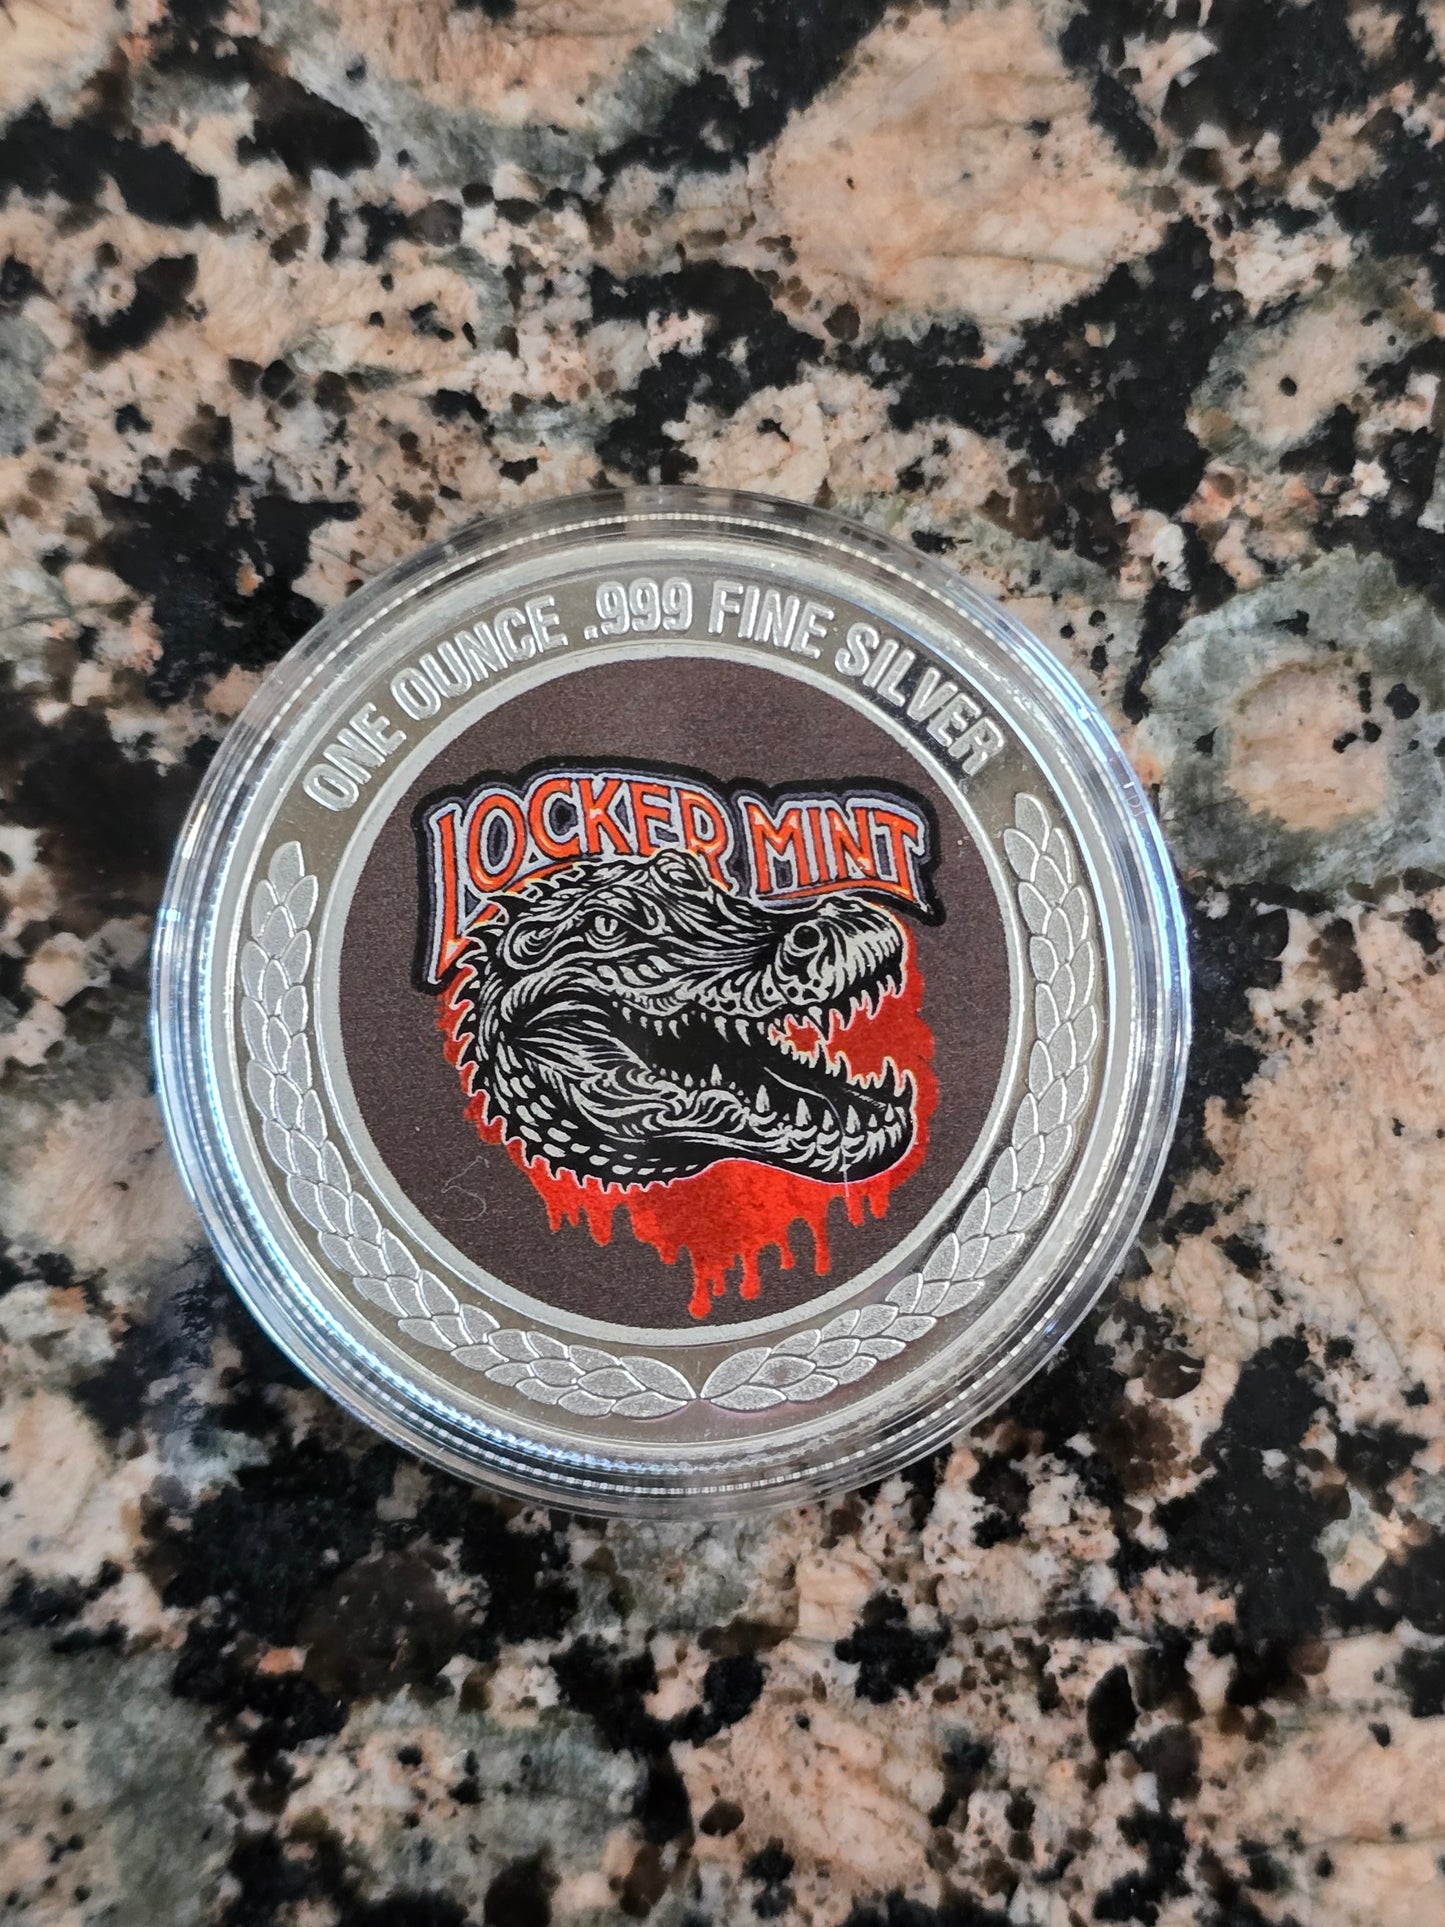 ONE OUNCE .999 FINE SILVER
LOCKER MINT